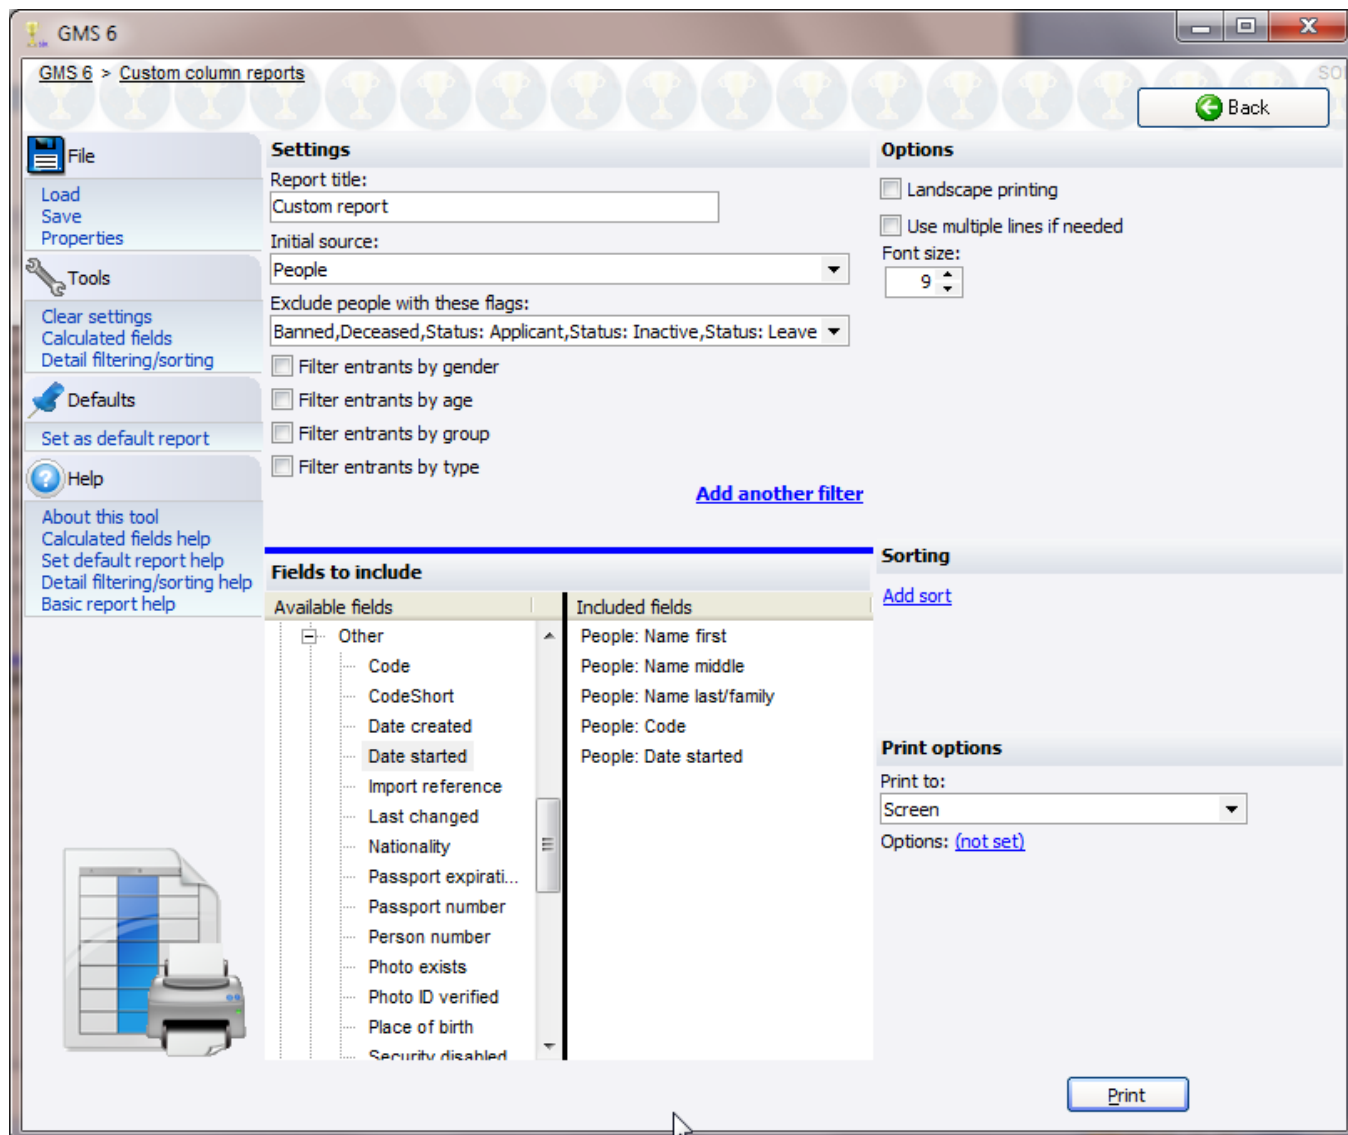 GMS 6
GMS 6 > Custom column reports
Back
File
Load
Save
Properties
Tools
Clear settings
Calculated fields
Detail filtering/sorting
Defaults
Set as default report
Help
About this tool
Calculated fields help
Set default report help
Detail filtering/sorting help
Basic report help
Settings
Report title:
Custom report
Initial source:
People
Exclude people with these flags:
Banned,Deceased,Status: Applicant,Status: Inactive,Status: Leave
Filter entrants by gender
Filter entrants by age
Filter entrants by group
Filter entrants by type
Add another filter
Fields to include
Available fields
Other
Code
CodeShort
Date created
Date started
Import reference
Last changed
Nationality
Passport expirati...
Passport number
Person number
Photo exists
Photo ID verified
Place of birth
Security disabled
Included fields
People: Name first
People: Name middle
People: Name last/family
People: Code
People: Date started
Options
Landscape printing
Use multiple lines if needed
Font size:
9
Sorting
Add sort
Print options
Print to:
Screen
Options: (not set)
Print